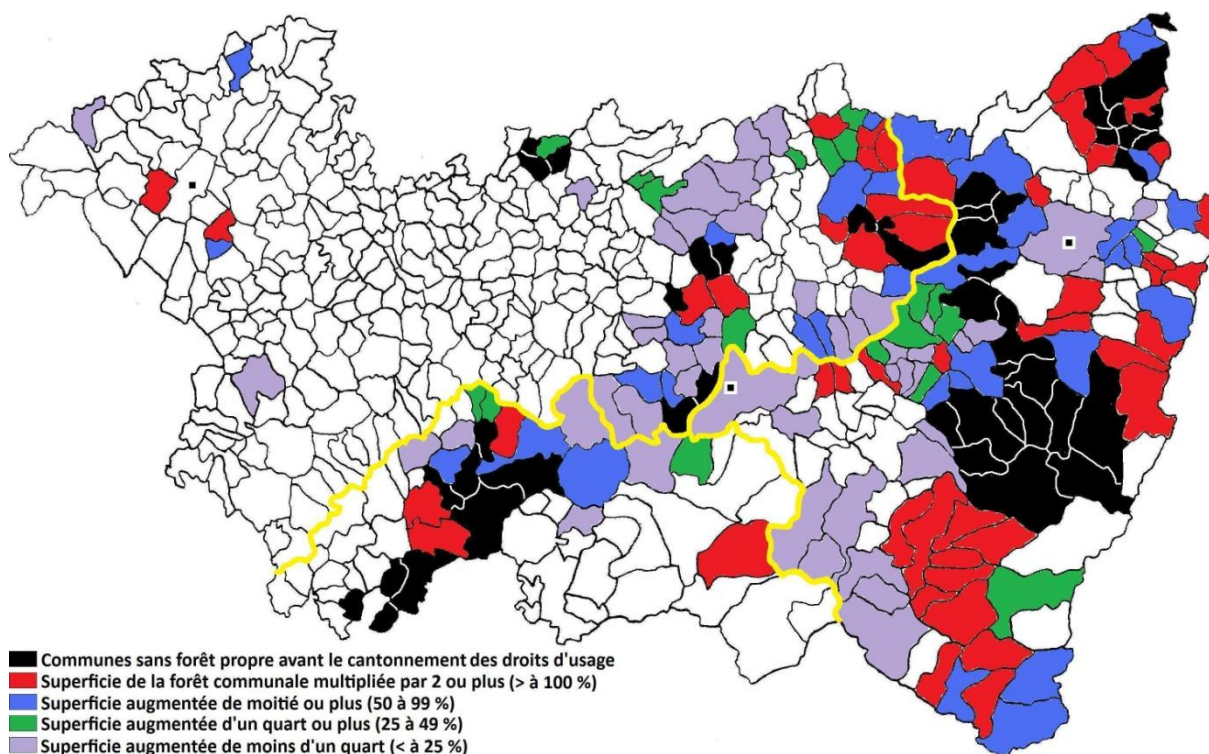 Communes sans forêt propre avant le cantonnement des droits d'usage
Superficie de la forêt communale multipliée par 2 ou plus (> à 100 %)
Superficie augmentée de moitié ou plus (50 à 99 %)
Superficie augmentée d'un quart ou plus (25 à 49 %)
Superficie augmentée de moins d'un quart (< à 25 %)